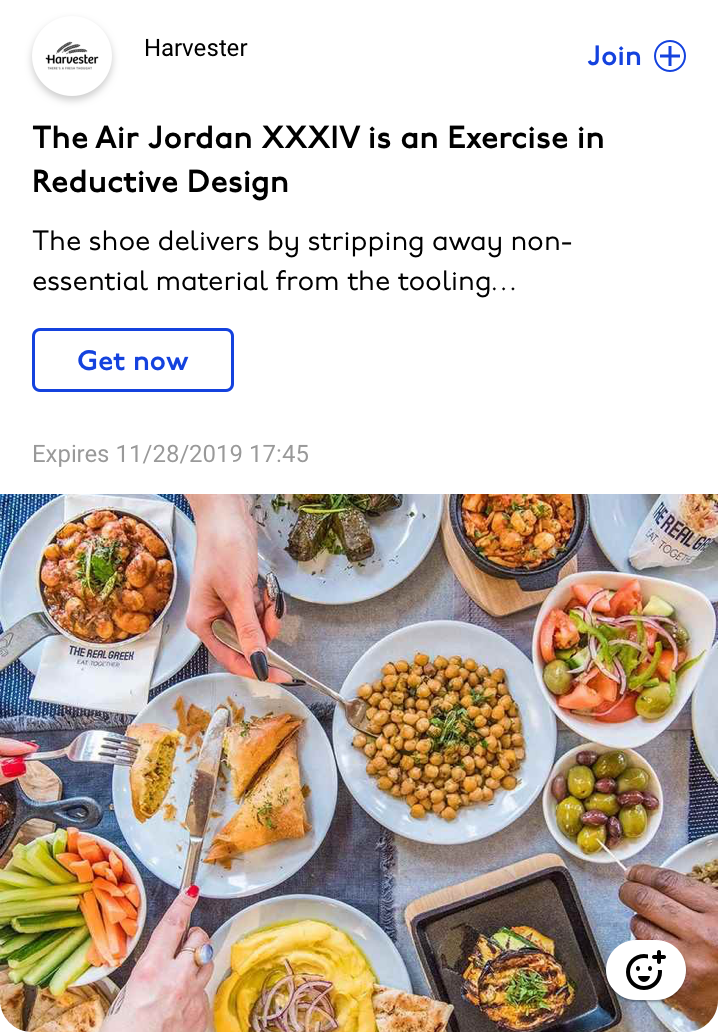 Harvester
Harvester
Join
The Air Jordan XXXIV is an Exercise in
Reductive Design
The shoe delivers by stripping away non-
essential material from the tooling...
Get now
Expires 11/28/2019 17:45
THE REAL GREEK
EAT TOGETHER
THE REAL G
EAT TOGETHE